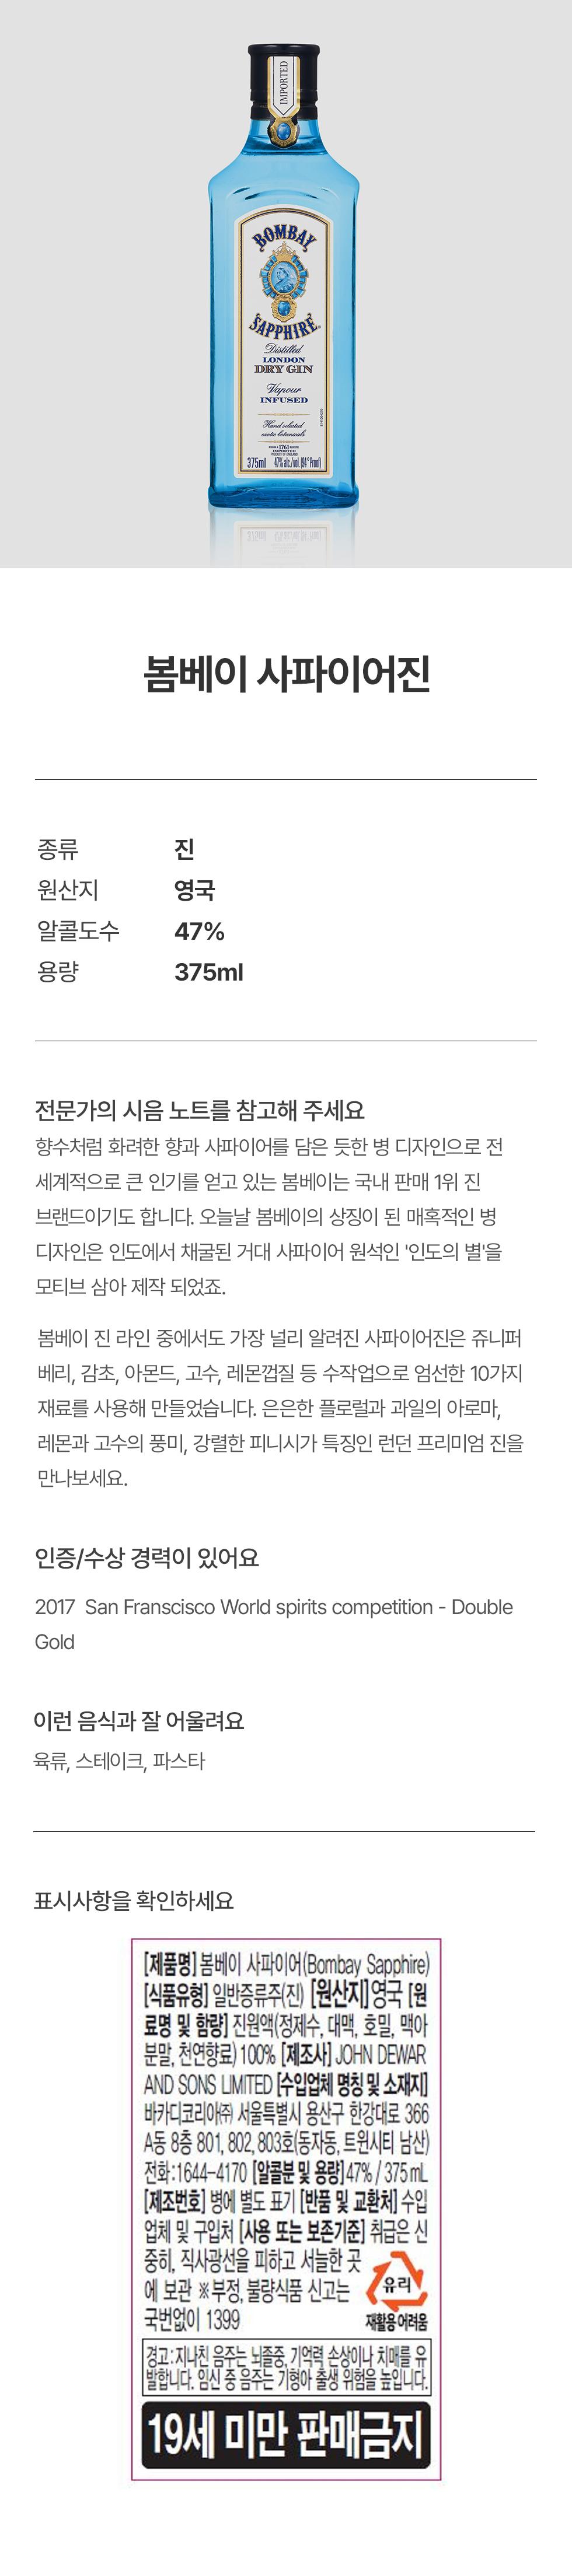 IMPORTED
BOMBAY
SAPPHIRE
Distilled
LONDON
DRY GIN
Vapour
INFUSED
Hand selected
exotic botanicals
1761
IMPORTED
375ml 47% alc./vol. (94° Proof)
봄베이 사파이어진
종류 진
원산지 영국
알콜도수 47%
용량 375ml
전문가의 시음 노트를 참고해 주세요
향수처럼 화려한 향과 사파이어를 담은 듯한 병 디자인으로 전
세계적으로 큰 인기를 얻고 있는 봄베이는 국내 판매 1위 진
브랜드이기도 합니다. 오늘날 봄베이의 상징이 된 매혹적인 병
디자인은 인도에서 채굴된 거대 사파이어 원석인 '인도의 별'을
모티브 삼아 제작 되었죠.
봄베이 진 라인 중에서도 가장 널리 알려진 사파이어진은 쥬니퍼
베리, 감초, 아몬드, 고수, 레몬껍질 등 수작업으로 엄선한 10가지
재료를 사용해 만들었습니다. 은은한 플로럴과 과일의 아로마,
레몬과 고수의 풍미, 강렬한 피니시가 특징인 런던 프리미엄 진을
만나보세요.
인증/수상 경력이 있어요
2017 San Franscisco World spirits competition - Double
Gold
이런 음식과 잘 어울려요
육류, 스테이크, 파스타
표시사항을 확인하세요
[제품명] 봄베이 사파이어(Bombay Sapphire)
[식품유형] 일반증류주(진) [원산지]영국 [원
료명 및 함량] 진원액(정제수, 대맥, 호밀, 맥아
분말, 천연향료) 100% [제조사] JOHN DEWAR
AND SONS LIMITED [수입업체 명칭 및 소재지]
바카디코리아㈜ 서울특별시 용산구 한강대로 366
A동 8층 801, 802, 803호(동자동, 트윈시티 남산)
전화:1644-4170 [알콜분 및 용량]47% / 375 mL
[제조번호] 병에 별도 표기 [반품 및 교환처] 수입
업체 및 구입처 [사용 또는 보존기준] 취급은 신
중히, 직사광선을 피하고 서늘한 곳
에 보관 ※부정, 불량식품 신고는
국번없이 1399
유리
재활용 어려움
경고:지나친 음주는 뇌졸중, 기억력 손상이나 치매를 유
발합니다. 임신 중 음주는 기형아 출생 위험을 높입니다.
19세 미만 판매금지